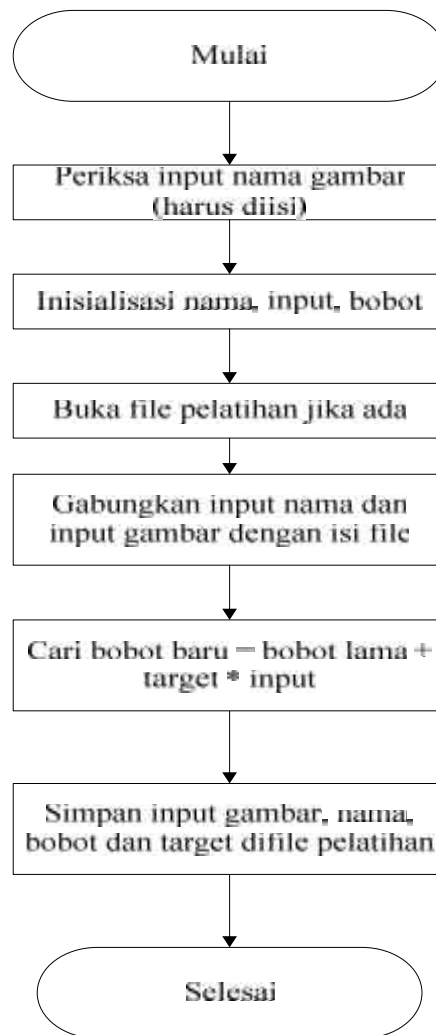 Mulai
Periksa input nama gambar
(harus diisi)
Inisialisasi nama, input, bobot
Buka file pelatihan jika ada
Gabungkan input nama dan
input gambar dengan isi file
Cari bobot baru = bobot lama +
target * input
Simpan input gambar, nama,
bobot dan target difile pelatihan
Selesai